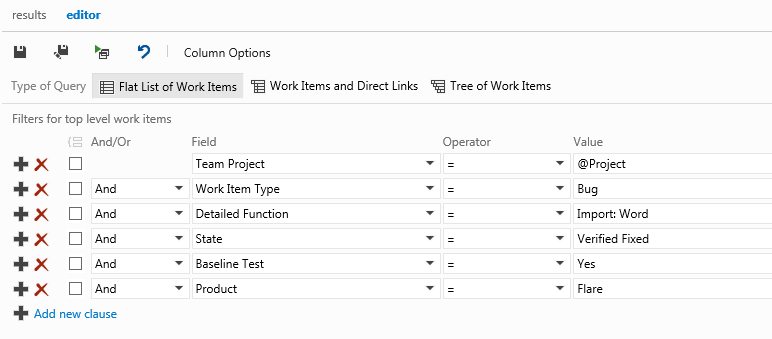 results editor
Column Options
Type of Query Flat List of Work Items Work Items and Direct Links Tree of Work Items
Filters for top level work items
And/Or Field Operator Value
Team Project = @Project
And Work Item Type = Bug
And Detailed Function = Import: Word
And State = Verified Fixed
And Baseline Test = Yes
And Product = Flare
Add new clause